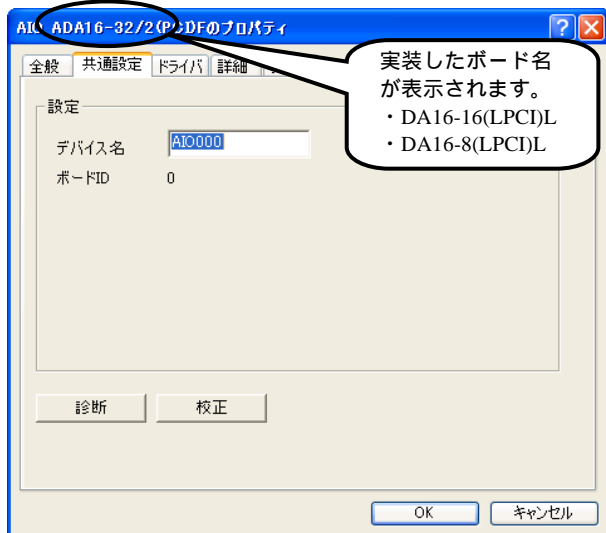 AIO ADA16-32/2(PCI)Fのプロパティ
実装したボード名
が表示されます。
・DA16-16(LPCI)L
・DA16-8(LPCI)L
全般 共通設定 ドライバ 詳細
設定
デバイス名 AIO000
ボードID 0
診断 校正
OK キャンセル